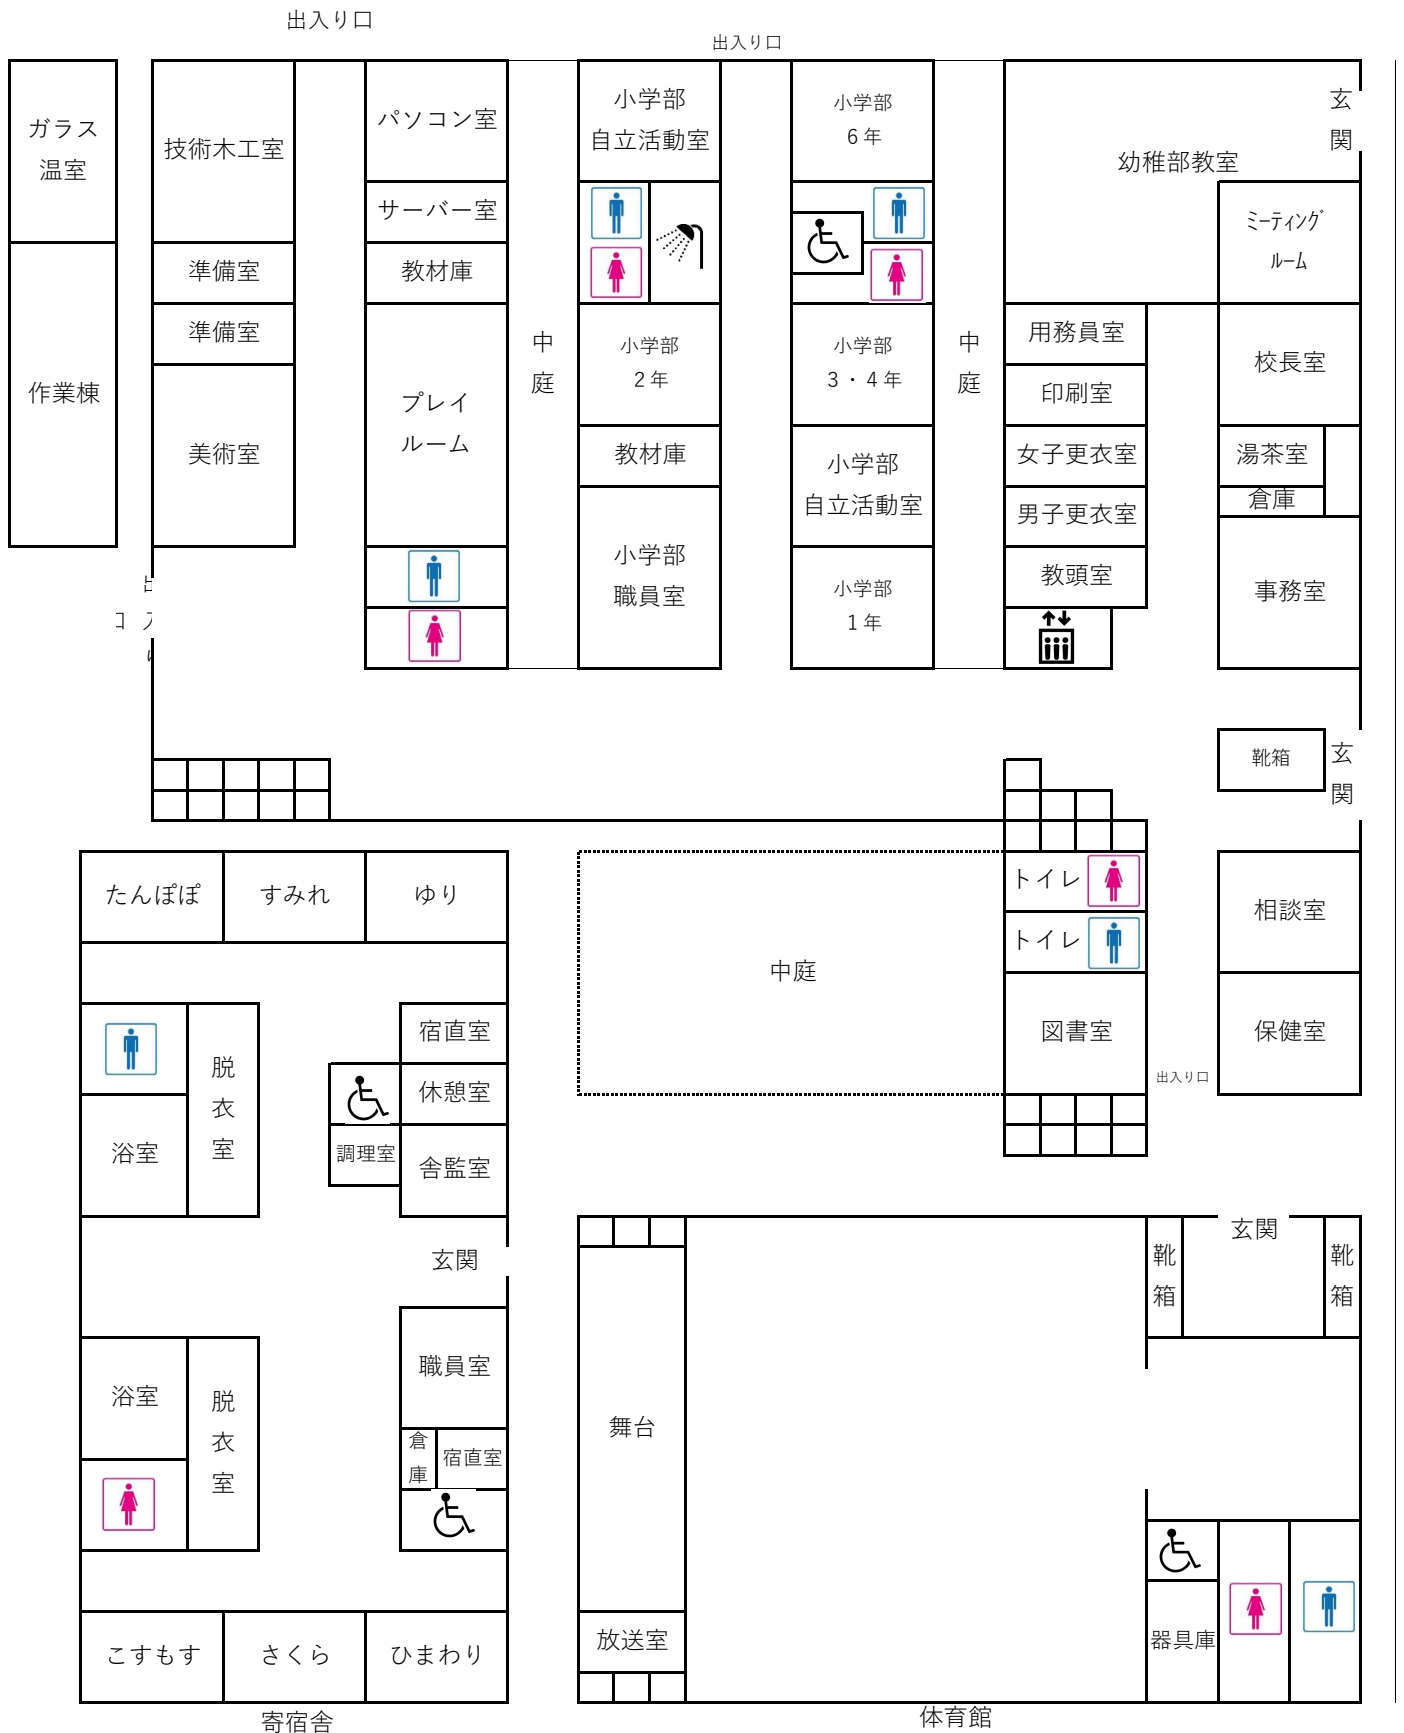 出入り口
出入り口
ガラス
温室
技術木工室
パソコン室
小学部
自立活動室
小学部
6年
幼稚部教室
玄
関
サーバー室
ミーティング
ルーム
準備室
教材庫
準備室
作業棟
美術室
プレイ
ルーム
中
庭
小学部
2年
小学部
3・4年
中
庭
用務員室
校長室
印刷室
教材庫
小学部
自立活動室
女子更衣室
湯茶室
倉庫
男子更衣室
小学部
職員室
小学部
1年
教頭室
事務室
靴箱
玄
関
たんぽぽ
すみれ
ゆり
中庭
トイレ
トイレ
相談室
図書室
保健室
出入り口
脱
衣
室
浴室
宿直室
休憩室
調理室
舎監室
玄関
浴室
脱
衣
室
職員室
倉
庫
宿直室
こすもす
さくら
ひまわり
寄宿舎
舞台
放送室
靴
箱
玄関
靴
箱
器具庫
体育館